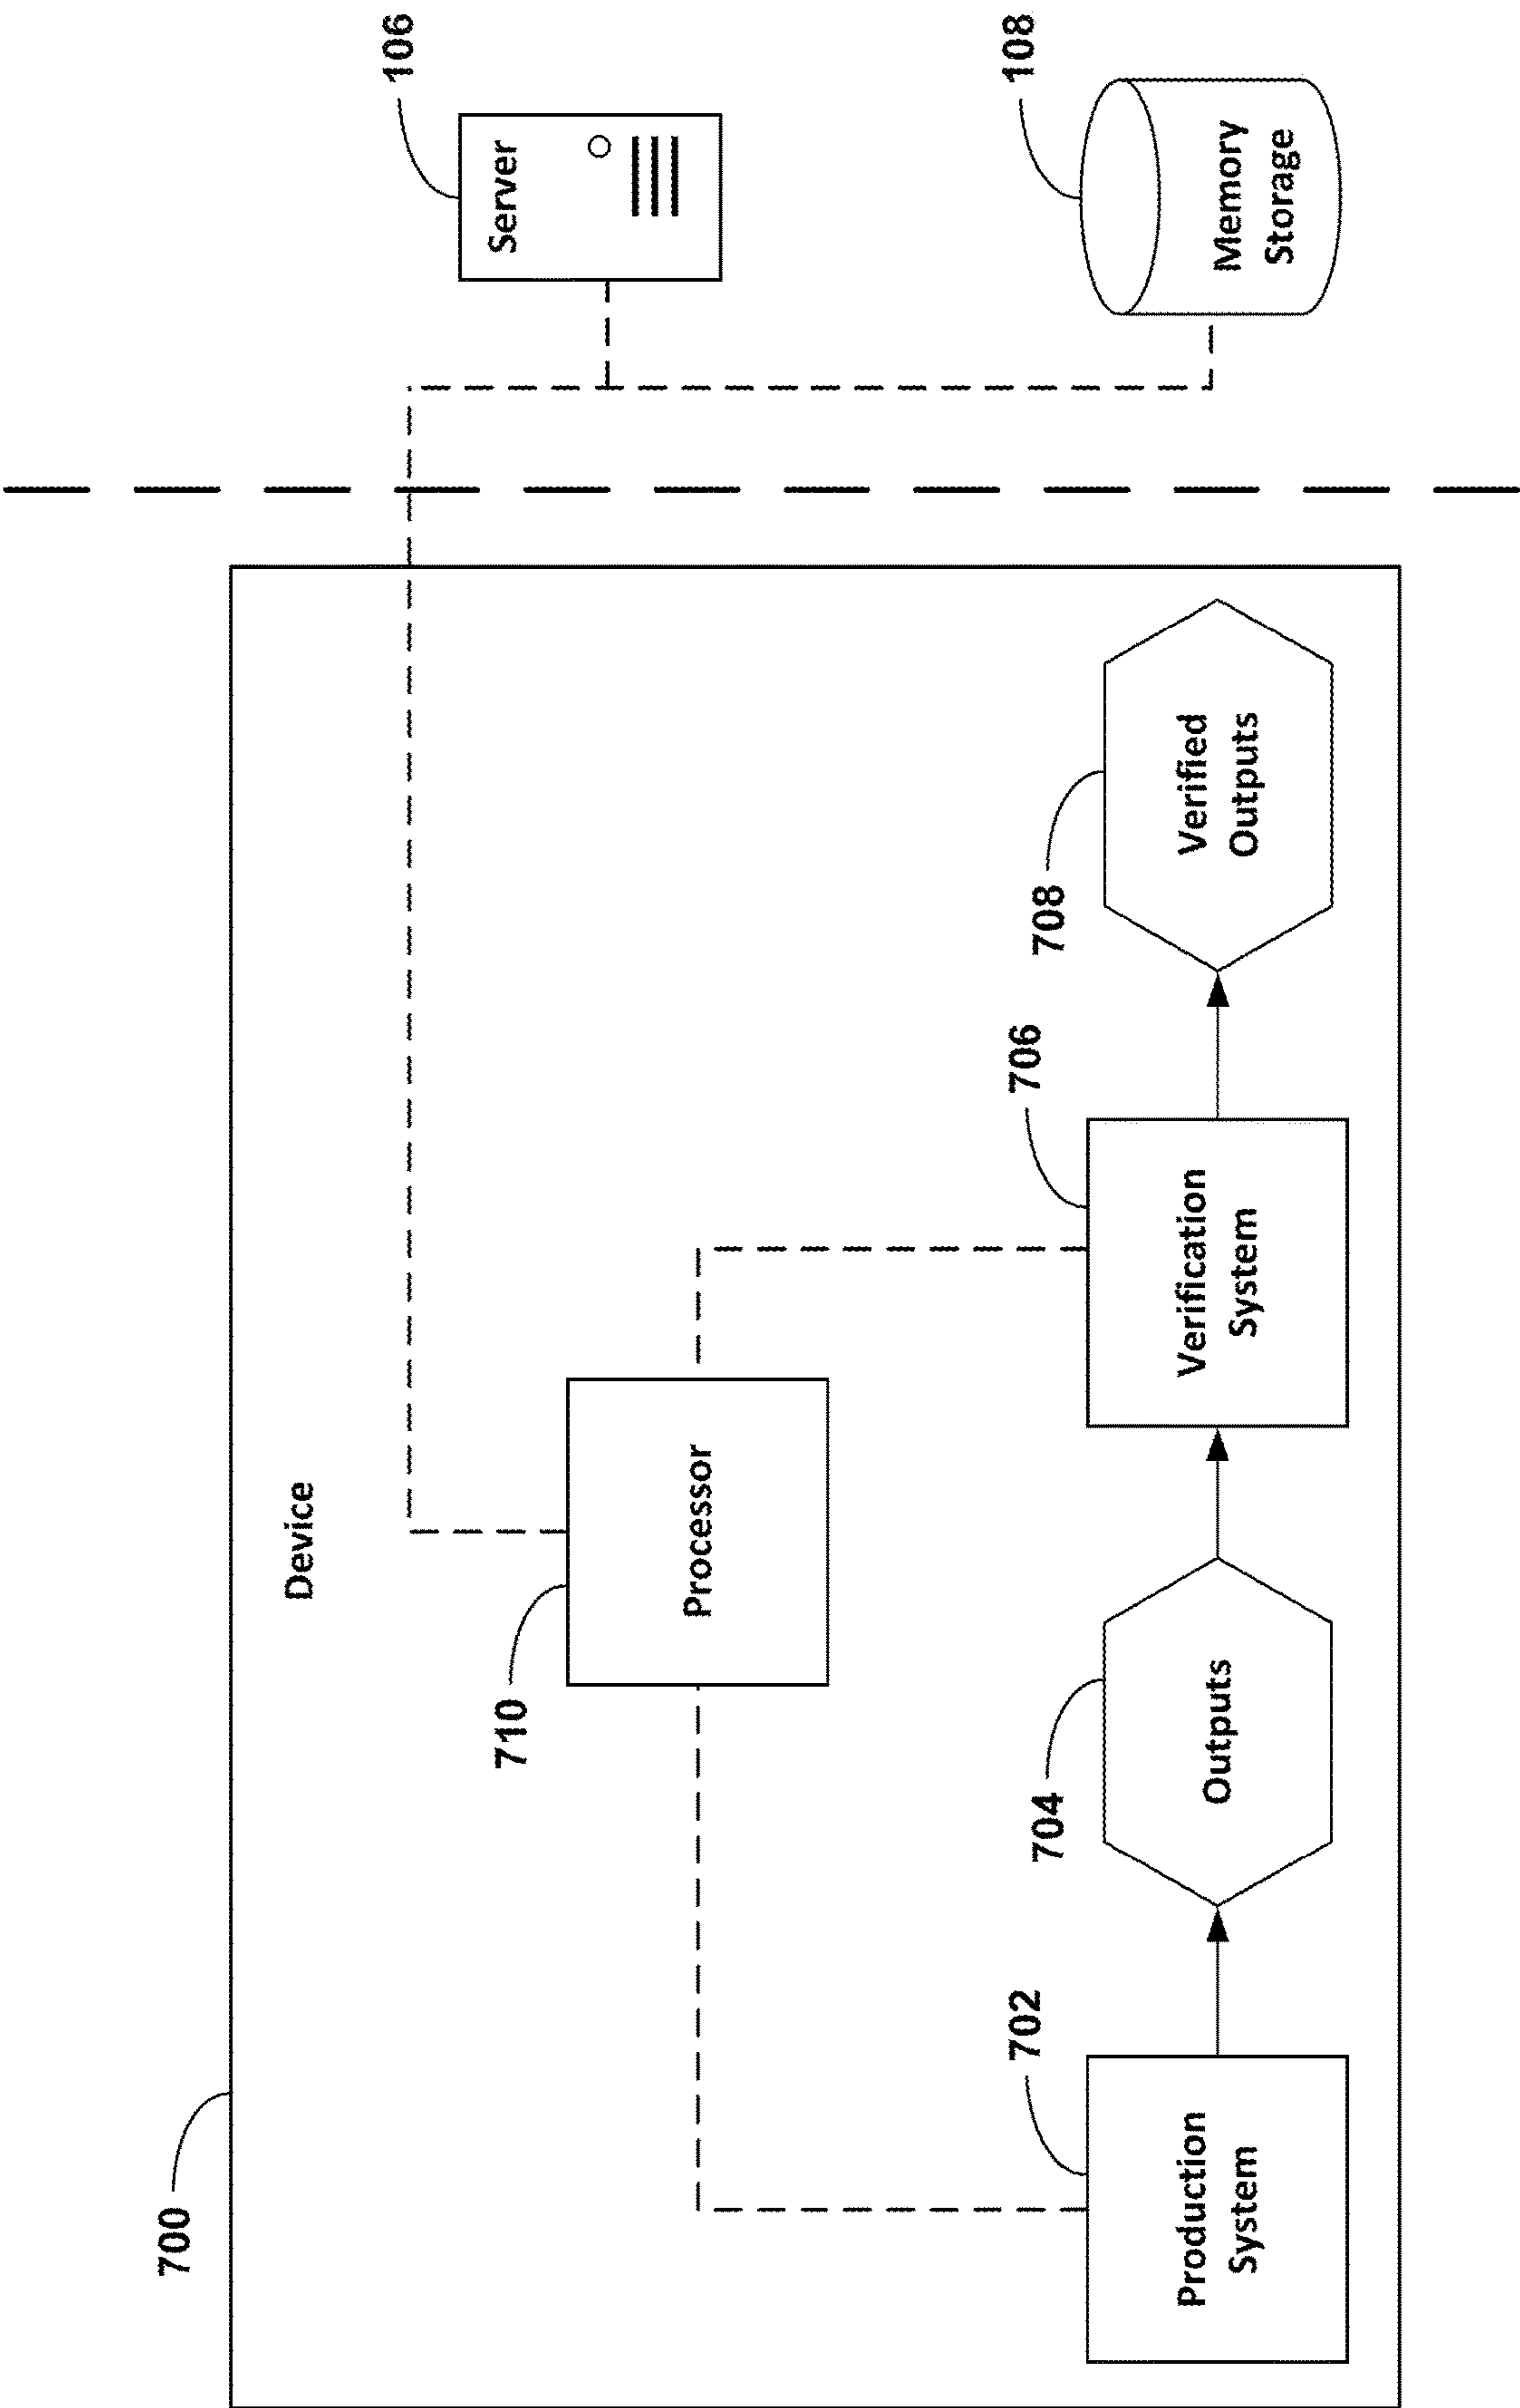 700
Device
106
Server
710
Processor
108
Memory
Storage
702
Production
System
704
Outputs
706
Verification
System
708
Verified
Outputs